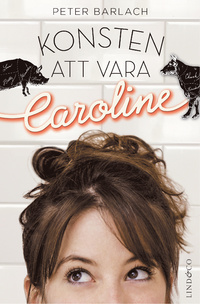 PETER BARLACH
KONSTEN
ATT VARA
Caroline
LIND&CO